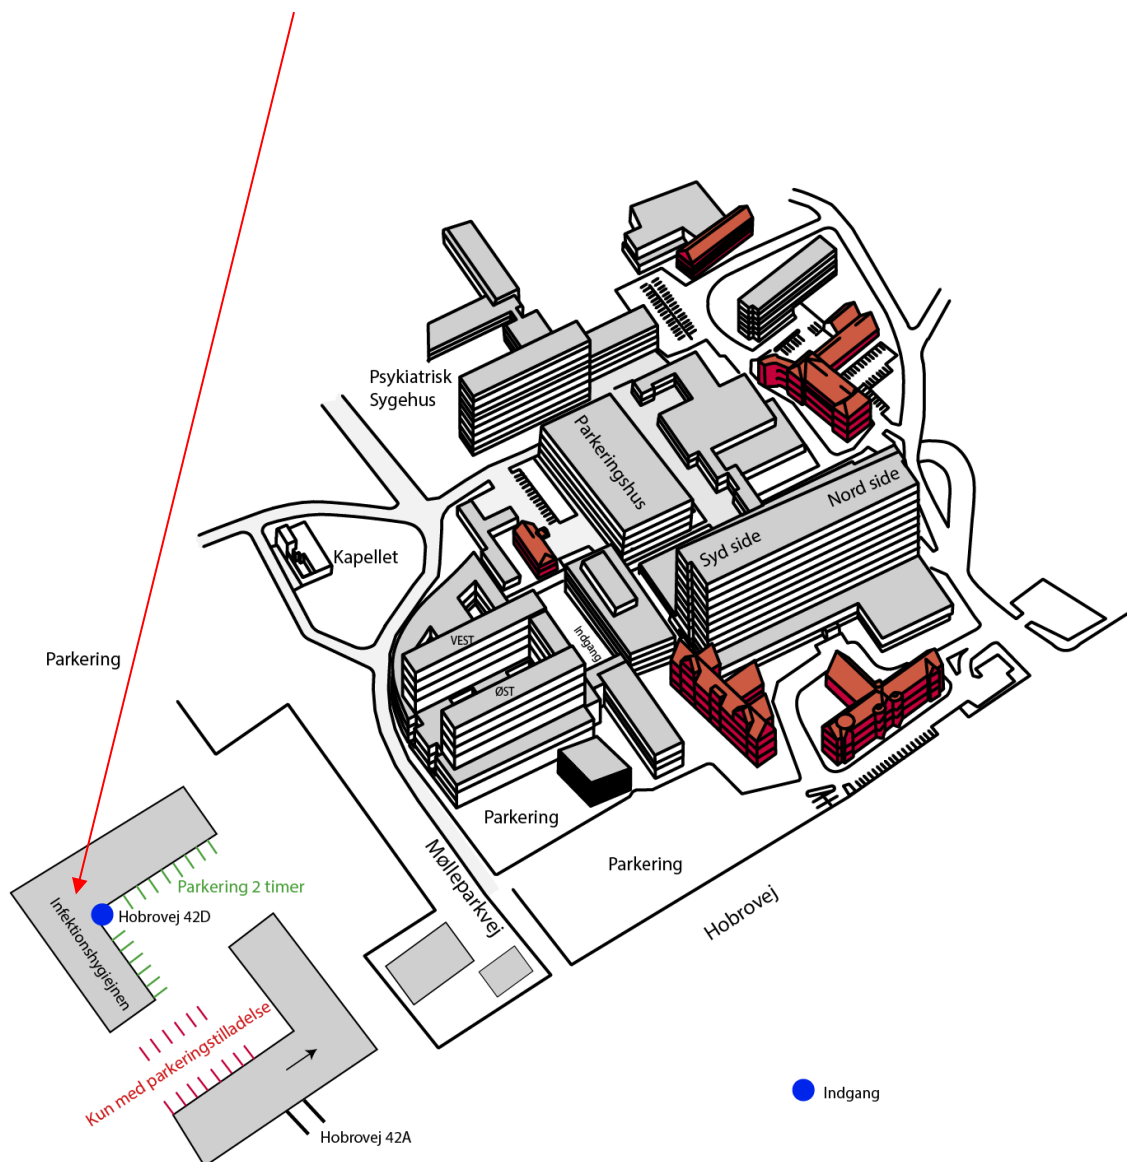 Psykiatrisk
Sygehus
Parkeringshus
Nord side
Syd side
Kapellet
Indgang
VEST
ØST
Parkering
Parkering
Parkering
Mølleparkvej
Hobrovej
Parkering 2 timer
Hobrovej 42D
Infektionshygiejnen
Kun med parkeringstilladelse
Indgang
Hobrovej 42A